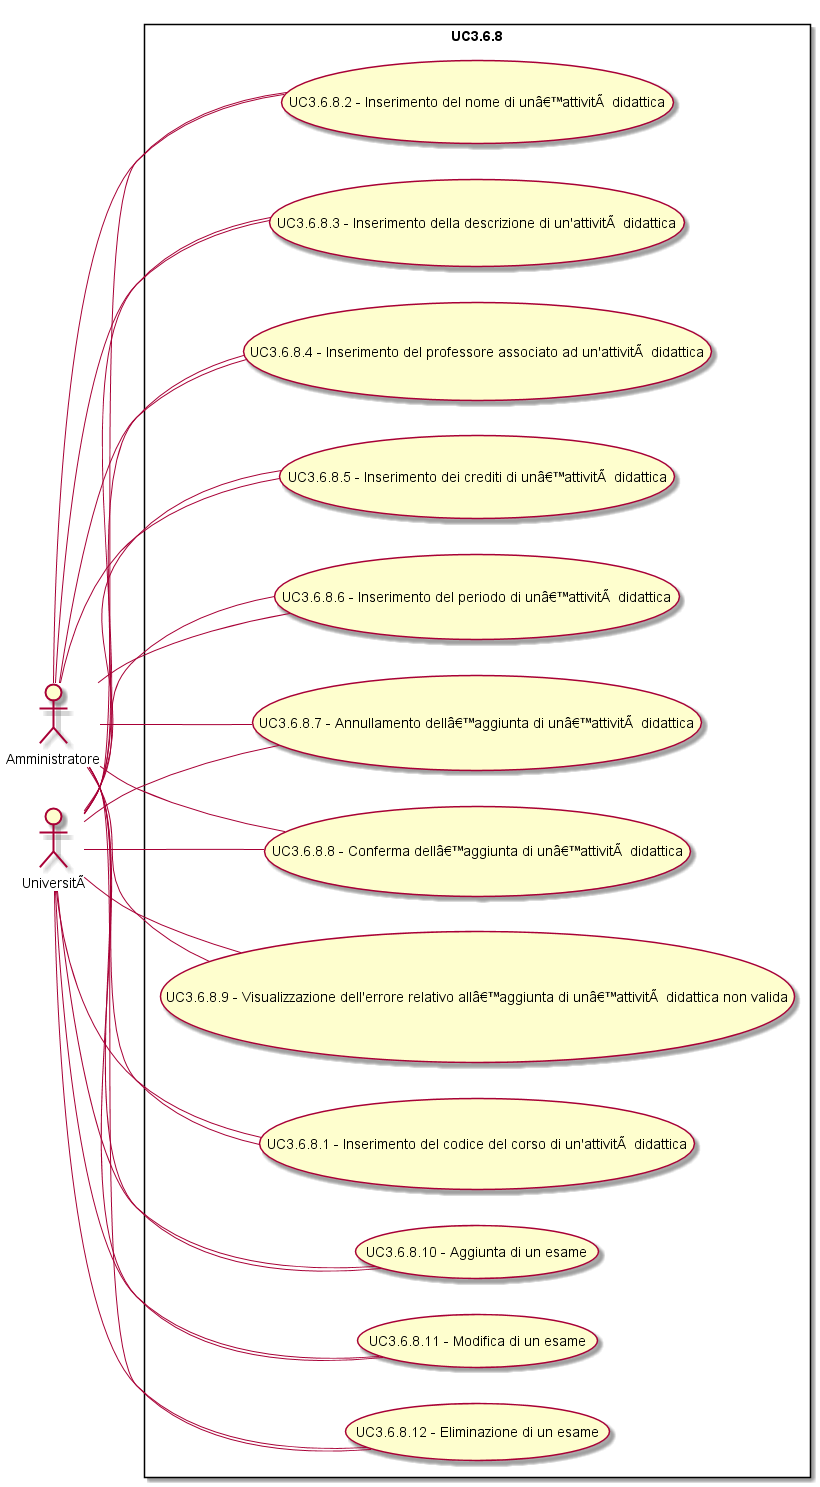 UC3.6.8
UC3.6.8.2 - Inserimento del nome di unâ€™attivitÃ  didattica
UC3.6.8.3 - Inserimento della descrizione di un'attivitÃ  didattica
UC3.6.8.4 - Inserimento del professore associato ad un'attivitÃ  didattica
UC3.6.8.5 - Inserimento dei crediti di unâ€™attivitÃ  didattica
UC3.6.8.6 - Inserimento del periodo di unâ€™attivitÃ  didattica
UC3.6.8.7 - Annullamento dellâ€™aggiunta di unâ€™attivitÃ  didattica
Amministratore
UC3.6.8.8 - Conferma dellâ€™aggiunta di unâ€™attivitÃ  didattica
UniversitÃ
UC3.6.8.9 - Visualizzazione dell'errore relativo allâ€™aggiunta di unâ€™attivitÃ  didattica non valida
UC3.6.8.1 - Inserimento del codice del corso di un'attivitÃ  didattica
UC3.6.8.10 - Aggiunta di un esame
UC3.6.8.11 - Modifica di un esame
UC3.6.8.12 - Eliminazione di un esame